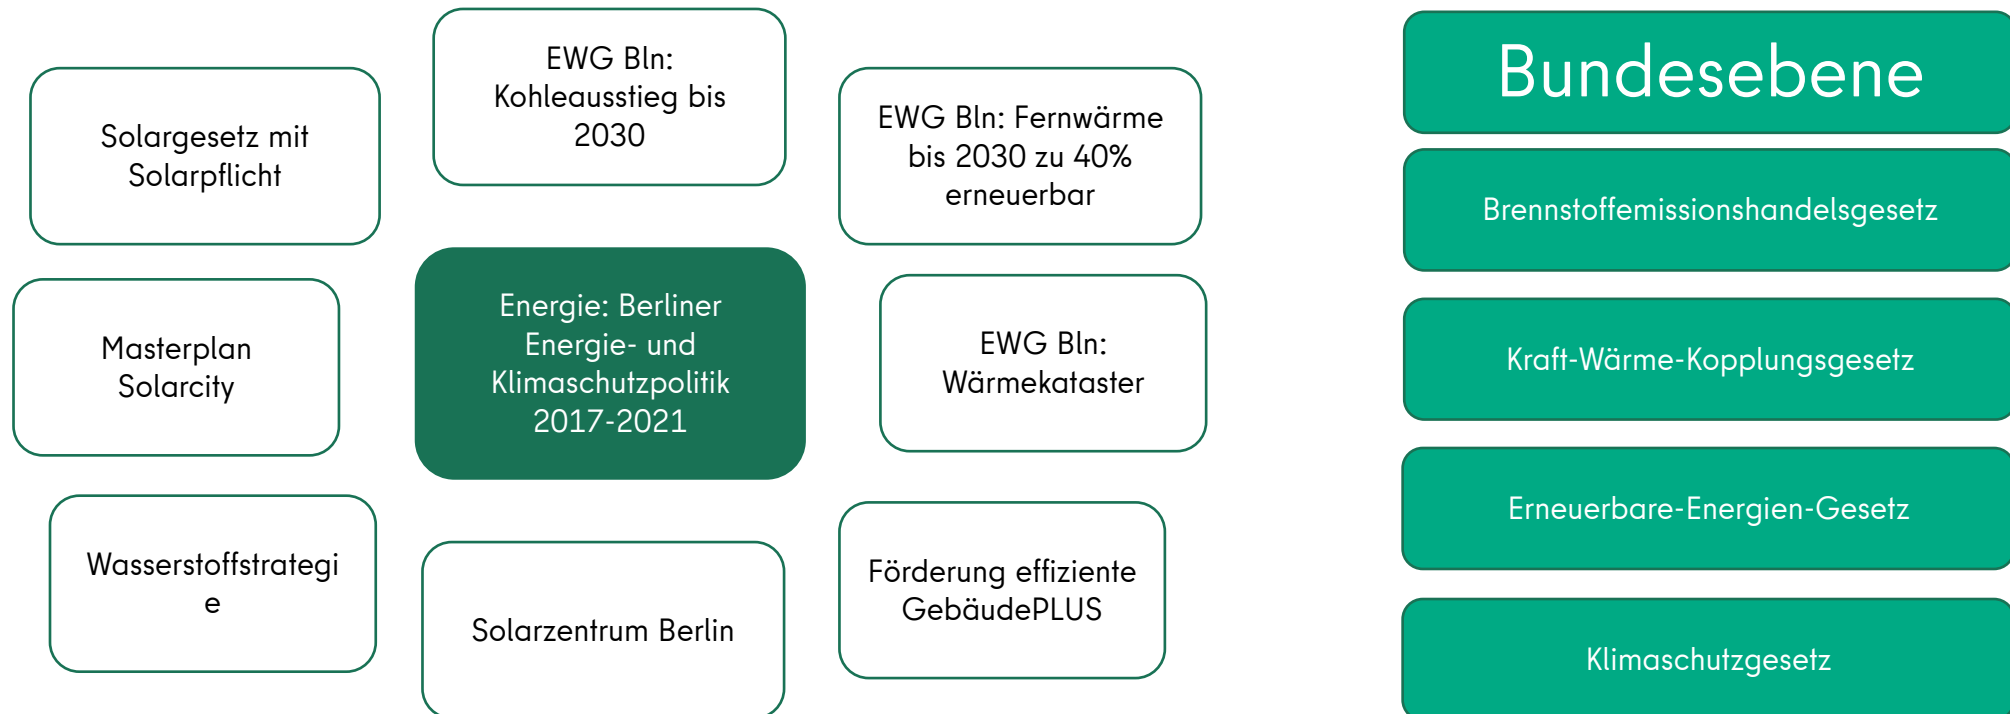 EWG Bln:
Kohleausstieg bis
2030
Solargesetz mit
Solarpflicht
EWG Bln: Fernwärme
bis 2030 zu 40%
erneuerbar
Energie: Berliner
Energie- und
Klimaschutzpolitik
2017-2021
Masterplan
Solarcity
EWG Bln:
Wärmekataster
Wasserstoffstrategi
e
Solarzentrum Berlin
Förderung effiziente
GebäudePLUS
Bundesebene
Brennstoffemissionshandelsgesetz
Kraft-Wärme-Kopplungsgesetz
Erneuerbare-Energien-Gesetz
Klimaschutzgesetz